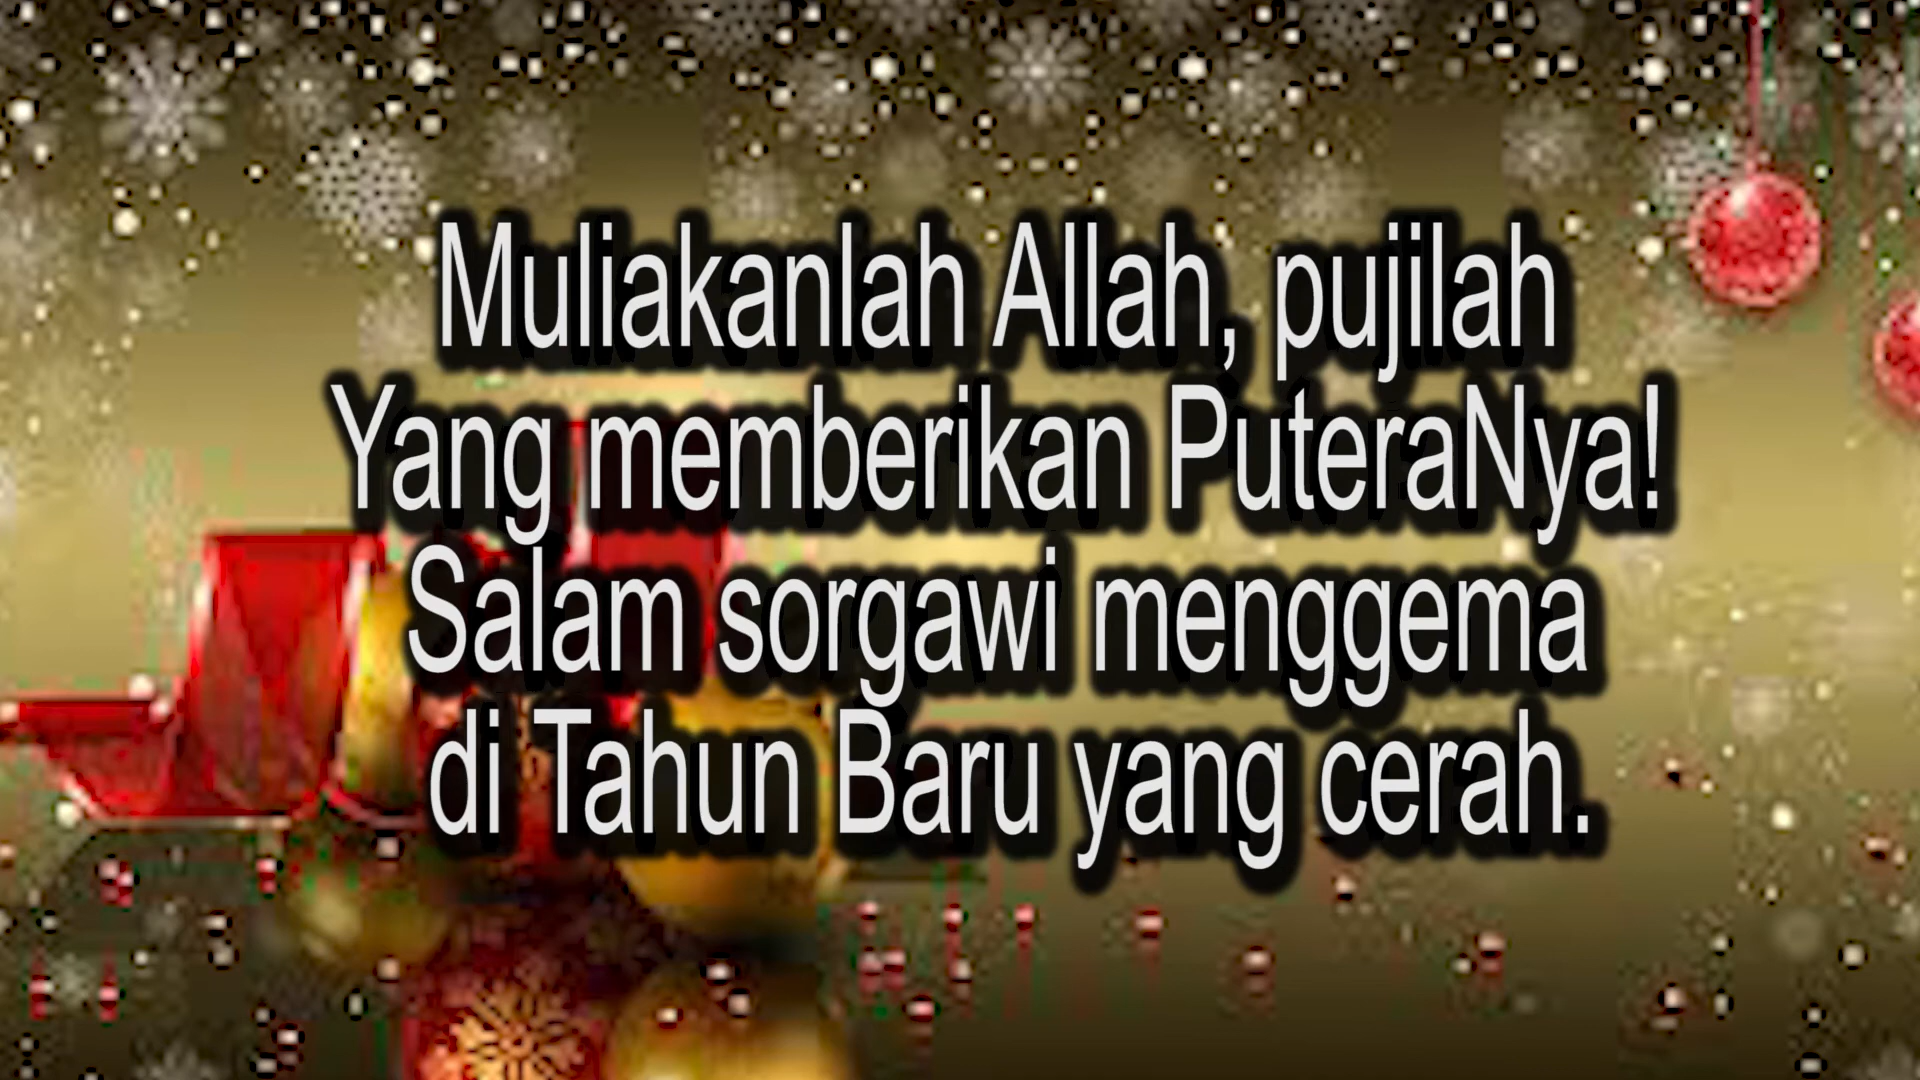 Muliakanlah Allah, pujilah
Yang memberikan PuteraNya!
Salam sorgawi menggema
di Tahun Baru yang cerah.